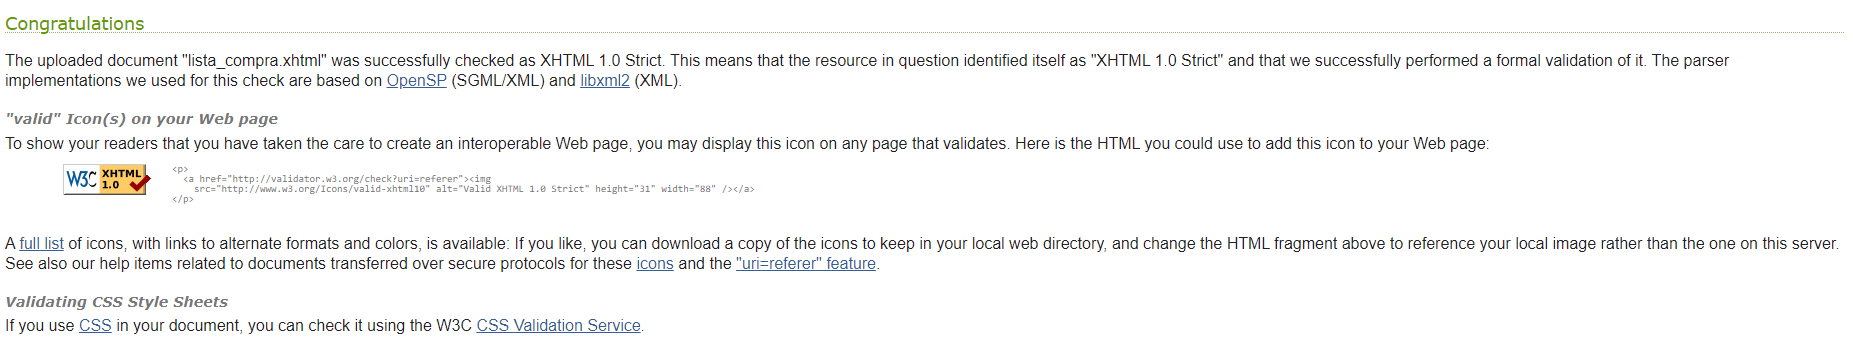 Congratulations
The uploaded document "lista_compra.xhtml" was successfully checked as XHTML 1.0 Strict. This means that the resource in question identified itself as "XHTML 1.0 Strict" and that we successfully performed a formal validation of it. The parser
implementations we used for this check are based on OpenSP (SGML/XML) and libxml2 (XML).
"valid" Icon(s) on your Web page
To show your readers that you have taken the care to create an interoperable Web page, you may display this icon on any page that validates. Here is the HTML you could use to add this icon to your Web page:
W3C XHTML
1.0
<p>
<a href="http://validator.w3.org/check?uri=referer"><img
src="http://www.w3.org/Icons/valid-xhtml10" alt="Valid XHTML 1.0 Strict" height="31" width="88" /></a>
</p>
A full list of icons, with links to alternate formats and colors, is available: If you like, you can download a copy of the icons to keep in your local web directory, and change the HTML fragment above to reference your local image rather than the one on this server.
See also our help items related to documents transferred over secure protocols for these icons and the "uri=referer" feature.
Validating CSS Style Sheets
If you use CSS in your document, you can check it using the W3C CSS Validation Service.